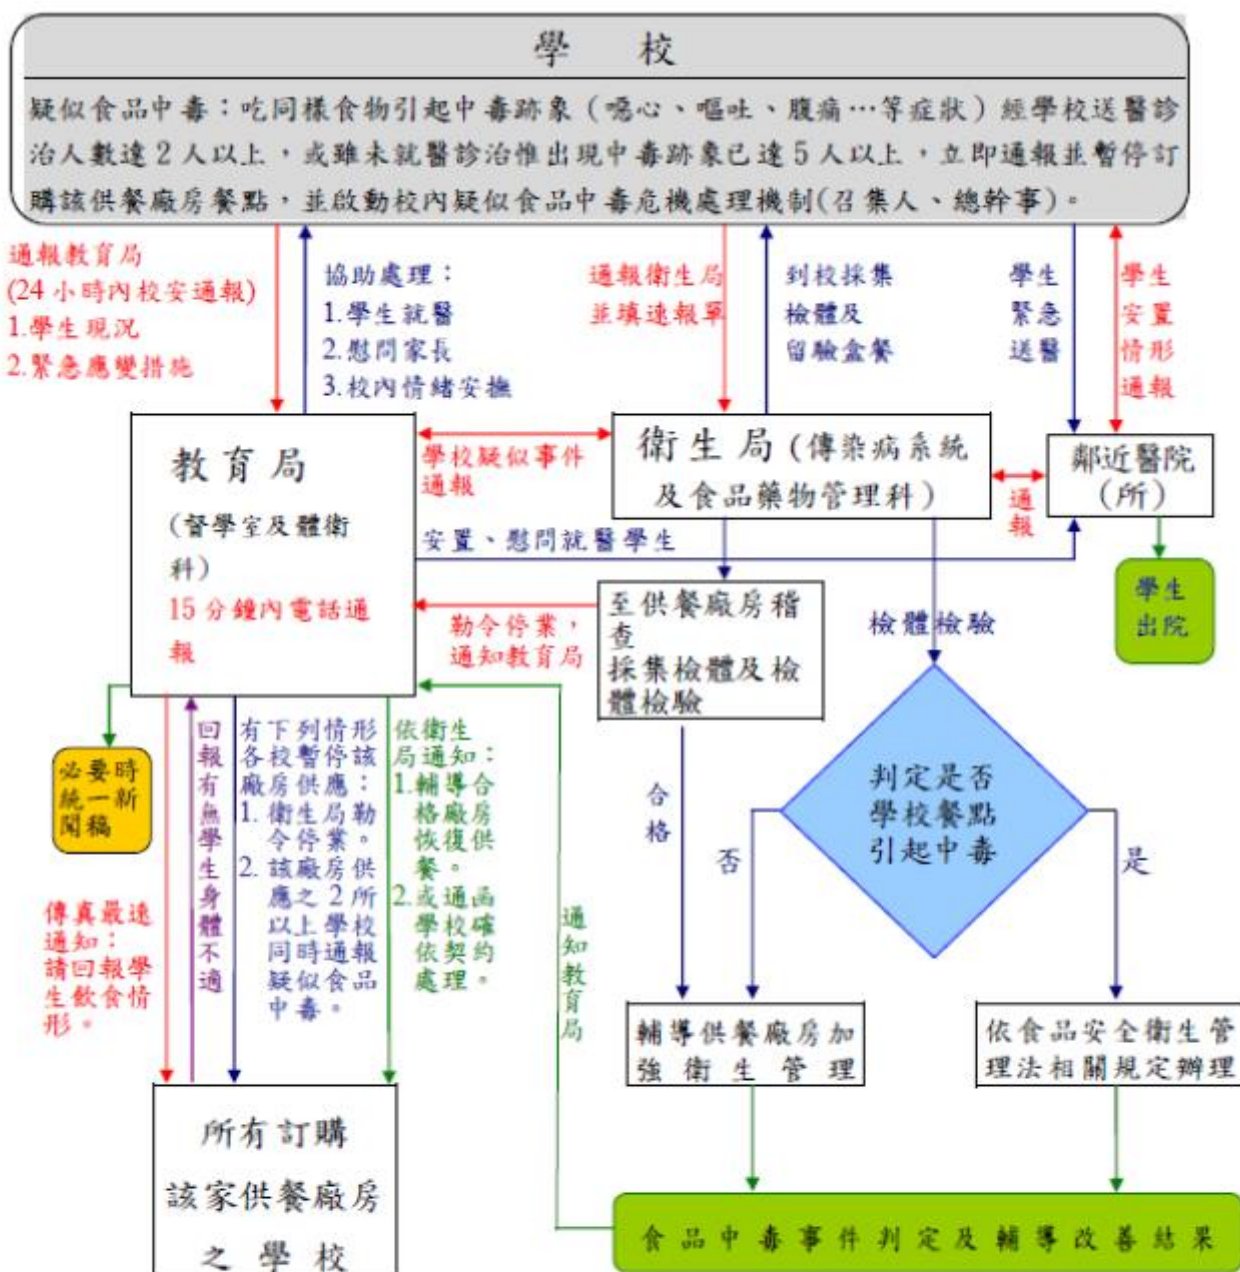 學 校
疑似食品中毒：吃同樣食物引起中毒跡象（噁心、嘔吐、腹痛…等症狀）經學校送醫診
治人數達 2 人以上，或雖未就醫診治惟出現中毒跡象已達 5 人以上，立即通報並暫停訂
購該供餐廠房餐點，並啟動校內疑似食品中毒危機處理機制(召集人、總幹事)。
通報教育局
(24 小時內校安通報)
1.學生現況
2.緊急應變措施
協助處理：
1.學生就醫
2.慰問家長
3.校內情緒安撫
通報衛生局
並填速報單
到校採集
檢體及
留驗盒餐
學生
緊急
送醫
學生
安置
情形
通報
教育局
(督學室及體衛
科)
15 分鐘內電話通
報
學校疑似事件
通報
衛生局(傳染病系統
及食品藥物管理科)
通報
鄰近醫院
(所)
安置、慰問就醫學生
學生
出院
勒令停業，
通知教育局
至供餐廠房稽
查
採集檢體及檢
體檢驗
檢體檢驗
判定是否
學校餐點
引起中毒
合格
否
是
必要時
統一新
聞稿
傳真最速
通知：
請回報學
生飲食情
形。
回報有無學生身體不適
有下列情形
各校暫停該
廠房供應：
1. 衛生局勒
令停業。
2. 該廠房供
應之 2 所
以上學校
同時通報
疑似食品
中毒。
依衛生
局通知：
1.輔導合
格廠房
恢復供
餐。
2.或通函
學校確
依契約
處理。
通知教育局
輔導供餐廠房加
強衛生管理
依食品安全衛生管
理法相關規定辦理
所有訂購
該家供餐廠房
之學校
食品中毒事件判定及輔導改善結果